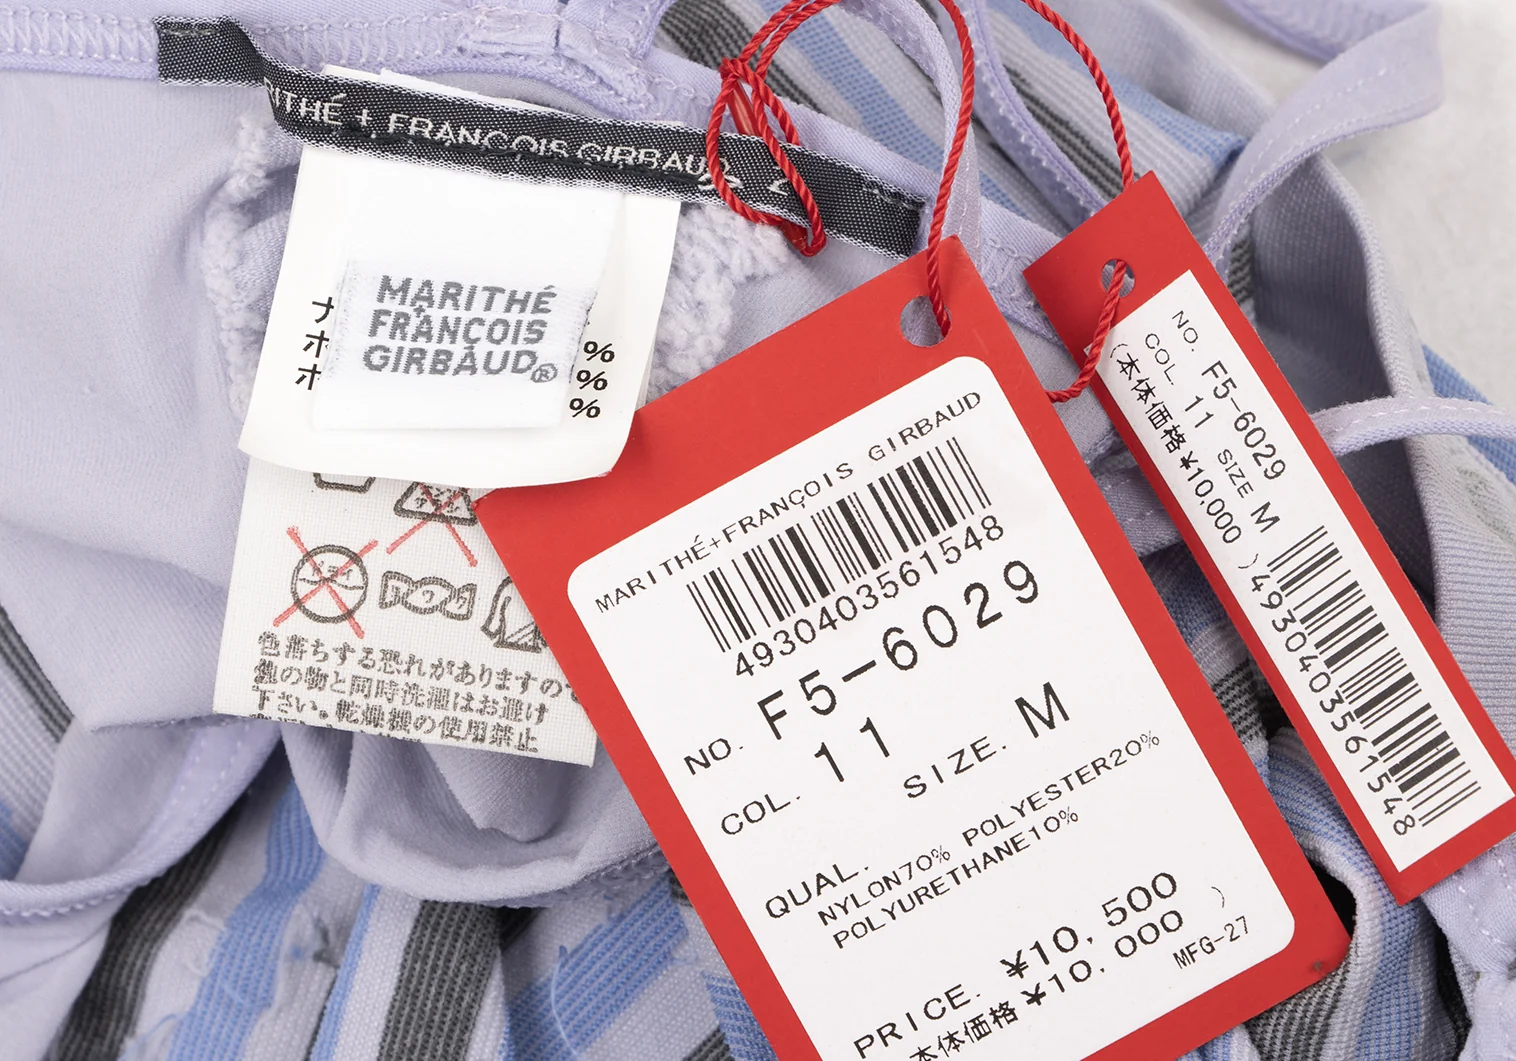 MARITHÉ + FRANÇOIS GIRBAUD
MARITHÉ
+
FRANÇOIS
GIRBAUD®
ナ %
ポ %
ポ %
色落ちする恐れがありますので
他の物と同時洗濯はお避け
下さい。乾燥機の使用禁止
MARITHÉ+FRANÇOIS GIRBAUD
4930403561548
NO. F5-6029
COL. 11 SIZE. M
QUAL. NYLON70% POLYESTER20%
POLYURETHANE10%
PRICE. ¥10,500
本体価格 ¥10,000 )
MFG-27
NO. F5-6029
COL. 11 SIZE M
(本体価格 ¥10,000 )
4930403561548